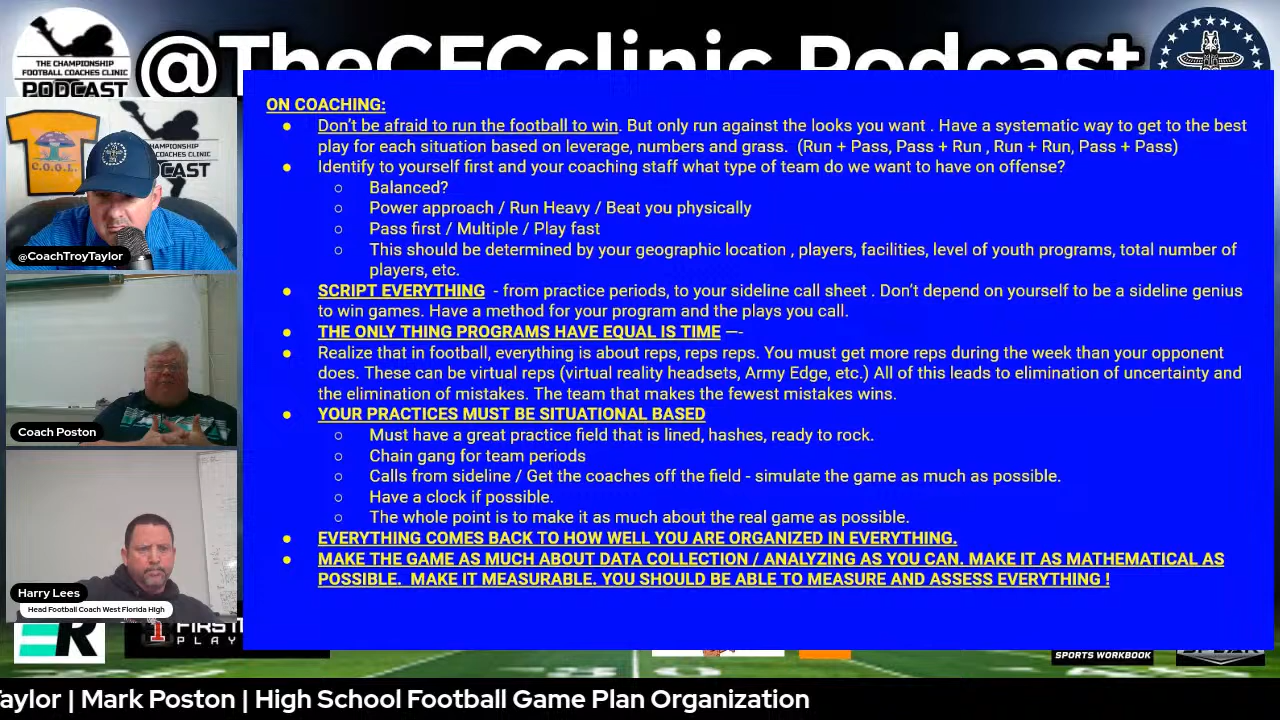 THE CHAMPIONSHIP
FOOTBALL COACHES CLINIC
PODCAST
@TheCFCclinic Podcast
ON COACHING:
● Don't be afraid to run the football to win. But only run against the looks you want . Have a systematic way to get to the best
play for each situation based on leverage, numbers and grass. (Run + Pass, Pass + Run , Run + Run, Pass + Pass)
● Identify to yourself first and your coaching staff what type of team do we want to have on offense?
○ Balanced?
○ Power approach / Run Heavy / Beat you physically
○ Pass first / Multiple / Play fast
○ This should be determined by your geographic location , players, facilities, level of youth programs, total number of
players, etc.
● SCRIPT EVERYTHING - from practice periods, to your sideline call sheet . Don't depend on yourself to be a sideline genius
to win games. Have a method for your program and the plays you call.
● THE ONLY THING PROGRAMS HAVE EQUAL IS TIME —-
● Realize that in football, everything is about reps, reps reps. You must get more reps during the week than your opponent
does. These can be virtual reps (virtual reality headsets, Army Edge, etc.) All of this leads to elimination of uncertainty and
the elimination of mistakes. The team that makes the fewest mistakes wins.
● YOUR PRACTICES MUST BE SITUATIONAL BASED
○ Must have a great practice field that is lined, hashes, ready to rock.
○ Chain gang for team periods
○ Calls from sideline / Get the coaches off the field - simulate the game as much as possible.
○ Have a clock if possible.
○ The whole point is to make it as much about the real game as possible.
● EVERYTHING COMES BACK TO HOW WELL YOU ARE ORGANIZED IN EVERYTHING.
● MAKE THE GAME AS MUCH ABOUT DATA COLLECTION / ANALYZING AS YOU CAN. MAKE IT AS MATHEMATICAL AS
POSSIBLE. MAKE IT MEASURABLE. YOU SHOULD BE ABLE TO MEASURE AND ASSESS EVERYTHING !
C.O.O.L.
@CoachTroyTaylor
Coach Poston
Harry Lees
Head Football Coach West Florida High
SPORTS WORKBOOK
Taylor | Mark Poston | High School Football Game Plan Organization